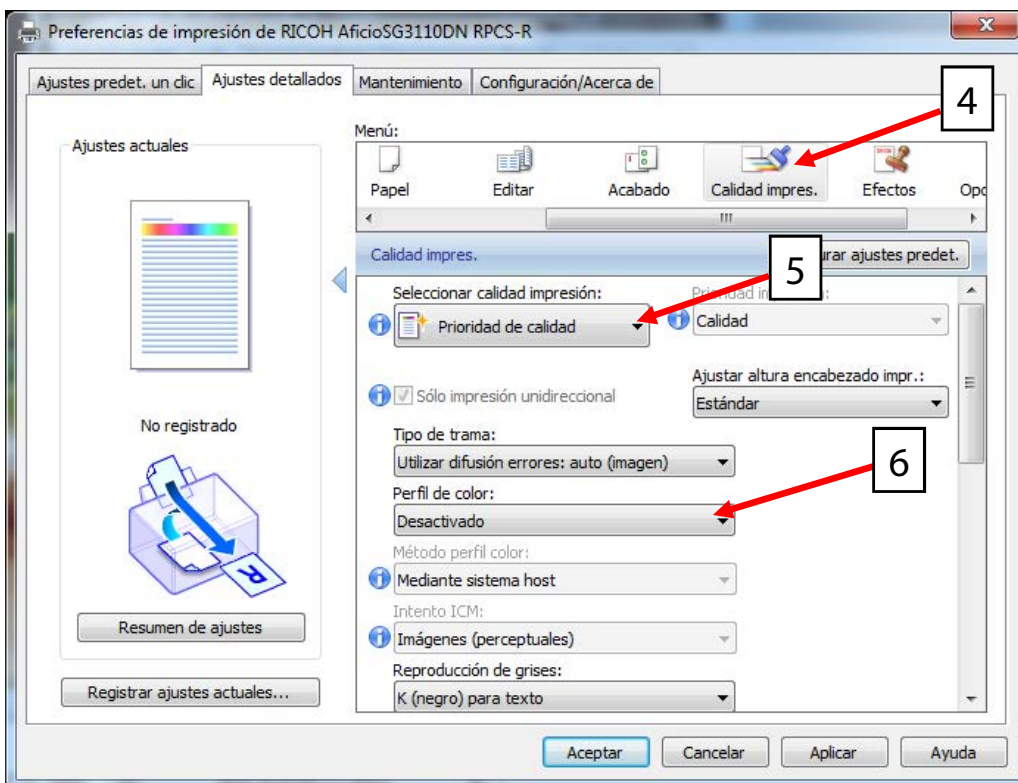 Preferencias de impresión de RICOH AficioSG3110DN RPCS-R
Ajustes predet. un clic
Ajustes detallados
Mantenimiento
Configuración/Acerca de
4
Ajustes actuales
Menú:
Papel
Editar
Acabado
Calidad impres.
Efectos
Opc
Calidad impres.
urar ajustes predet.
5
Seleccionar calidad impresión:
Prioridad de calidad
Calidad
Sólo impresión unidireccional
Ajustar altura encabezado impr.:
Estándar
No registrado
Tipo de trama:
Utilizar difusión errores: auto (imagen)
6
Perfil de color:
Desactivado
Método perfil color:
Mediante sistema host
Intento ICM:
Imágenes (perceptuales)
R
Resumen de ajustes
Reproducción de grises:
K (negro) para texto
Registrar ajustes actuales...
Aceptar
Cancelar
Aplicar
Ayuda